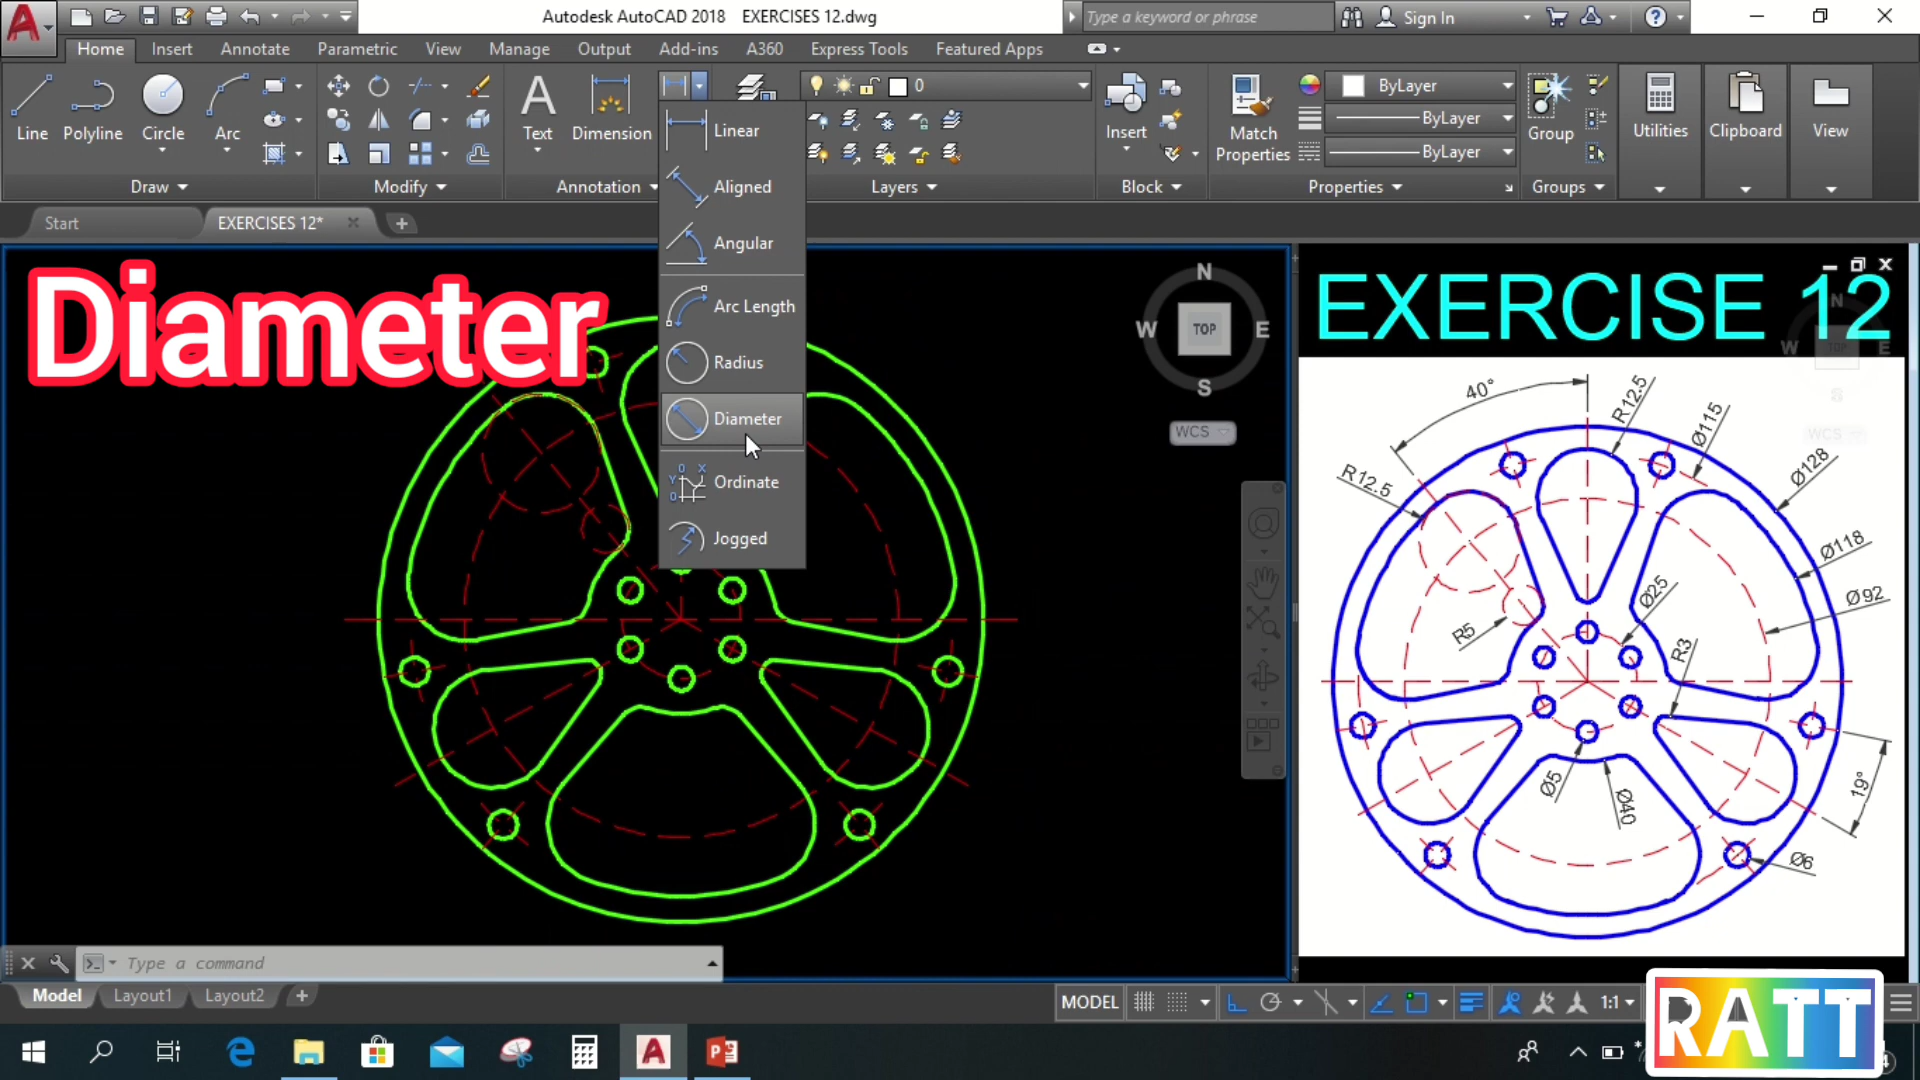 Autodesk AutoCAD 2018 EXERCISES 12.dwg
Type a keyword or phrase
Sign In
Home Insert Annotate Parametric View Manage Output Add-ins A360 Express Tools Featured Apps
Line
Polyline
Circle
Arc
Text
Dimension
0
Insert
Match
Properties
ByLayer
ByLayer
ByLayer
Group
Utilities
Clipboard
View
Draw
Modify
Annotation
Layers
Block
Properties
Groups
Linear
Aligned
Angular
Arc Length
Radius
Diameter
Ordinate
Jogged
Start
EXERCISES 12*
Diameter
N
W
TOP
E
S
WCS
EXERCISE 12
N
W
TOP
E
S
WCS
40°
R12.5
Ø115
Ø128
R12.5
Ø118
Ø92
Ø25
R5
R3
19°
Ø5
Ø40
Ø6
Type a command
Model
Layout1
Layout2
MODEL
1:1
RATT